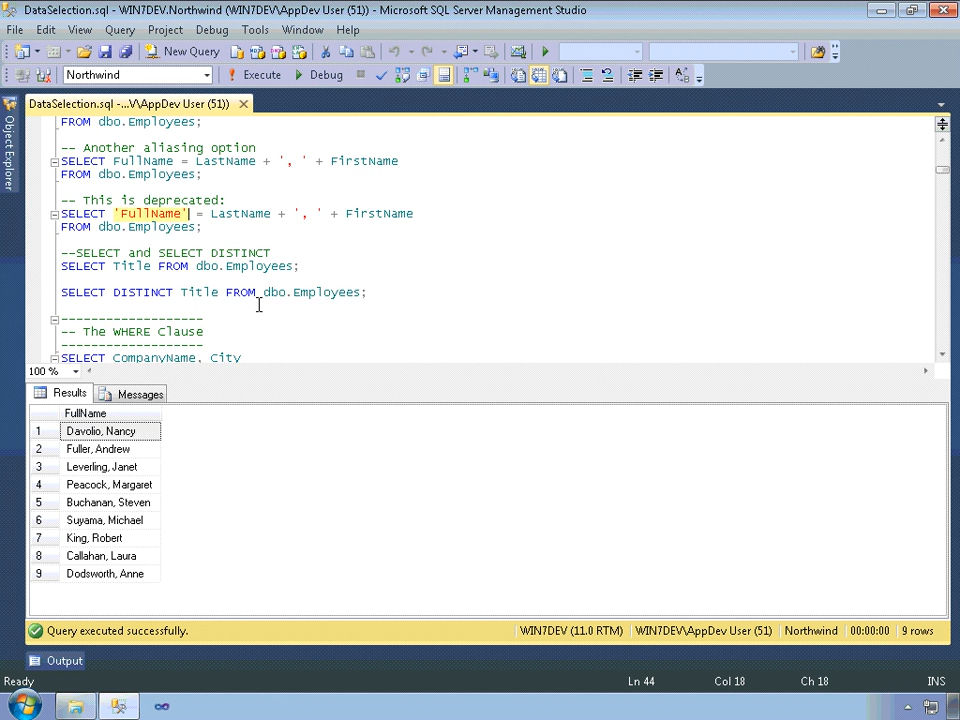 DataSelection.sql - WIN7DEV.Northwind (WIN7DEV\AppDev User (51)) - Microsoft SQL Server Management Studio
File Edit View Query Project Debug Tools Window Help
New Query
Northwind Execute Debug
DataSelection.sql -...V\AppDev User (51))
Object Explorer
FROM dbo.Employees;
-- Another aliasing option
SELECT FullName = LastName + ', ' + FirstName
FROM dbo.Employees;
-- This is deprecated:
SELECT 'FullName' = LastName + ', ' + FirstName
FROM dbo.Employees;
--SELECT and SELECT DISTINCT
SELECT Title FROM dbo.Employees;
SELECT DISTINCT Title FROM dbo.Employees;
-------------------
-- The WHERE Clause
-------------------
SELECT CompanyName, City
100 %
Results Messages
FullName
1 Davolio, Nancy
2 Fuller, Andrew
3 Leverling, Janet
4 Peacock, Margaret
5 Buchanan, Steven
6 Suyama, Michael
7 King, Robert
8 Callahan, Laura
9 Dodsworth, Anne
Query executed successfully. WIN7DEV (11.0 RTM) WIN7DEV\AppDev User (51) Northwind 00:00:00 9 rows
Output
Ready Ln 44 Col 18 Ch 18 INS